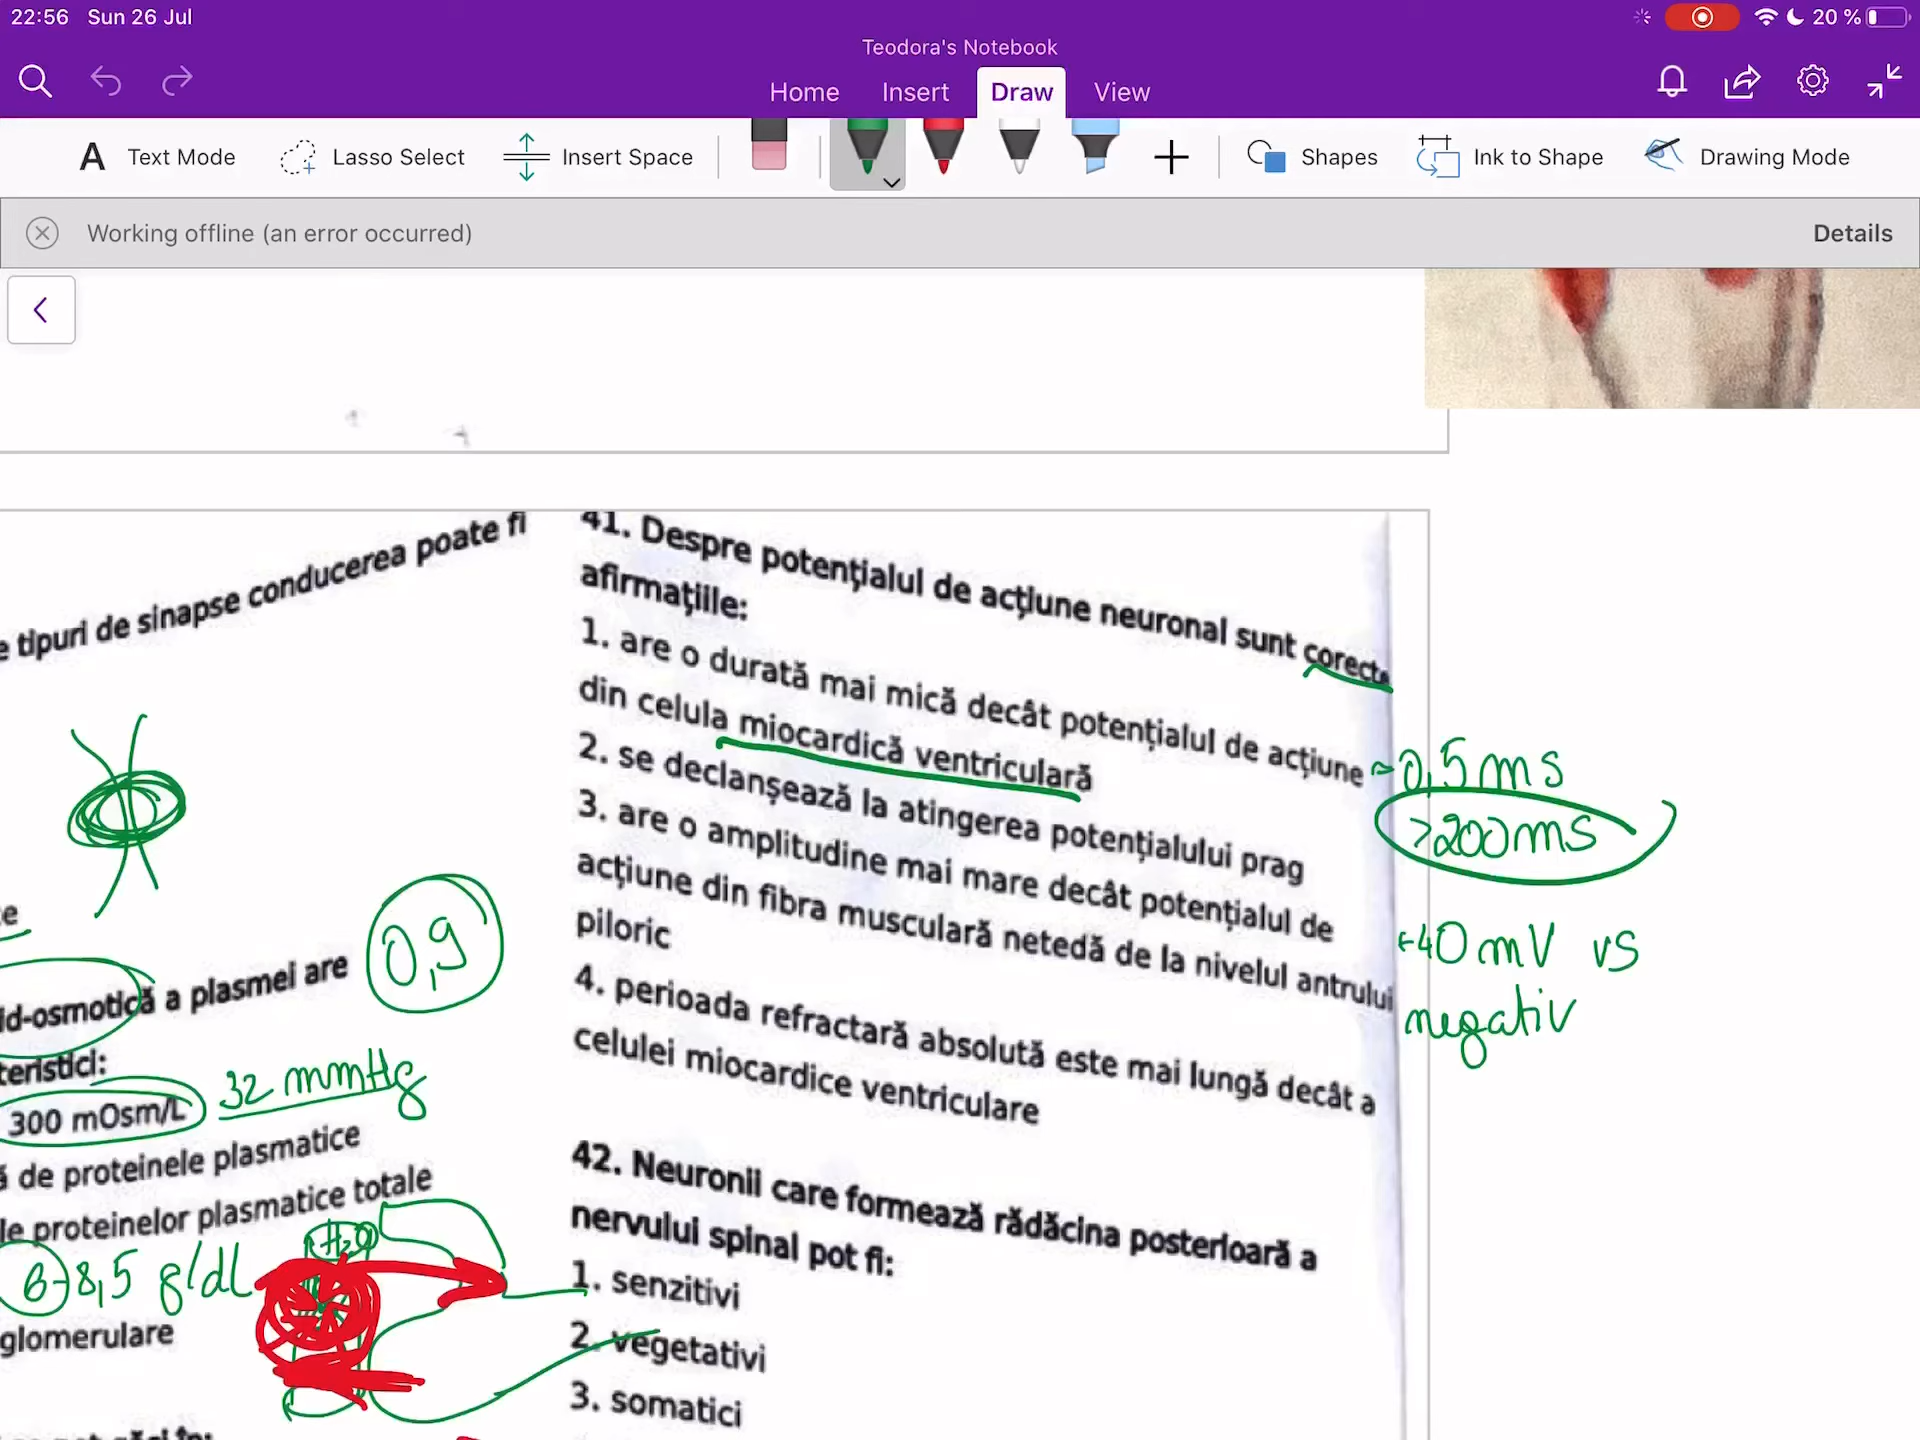 22:56 Sun 26 Jul
20 %
Teodora's Notebook
Home Insert Draw View
A Text Mode Lasso Select Insert Space Shapes Ink to Shape Drawing Mode
Working offline (an error occurred) Details
tipuri de sinapse conducerea poate fi
0,9
id-osmotică a plasmei are
teristici:
300 mOsm/L 32 mmHg
de proteinele plasmatice
le proteinelor plasmatice totale
H2O
6-8,5 g/dL
glomerulare
41. Despre potențialul de acțiune neuronal sunt corecte
afirmațiile:
1. are o durată mai mică decât potențialul de acțiune
din celula miocardică ventriculară
2. se declanșează la atingerea potențialului prag
3. are o amplitudine mai mare decât potențialul de
acțiune din fibra musculară netedă de la nivelul antrului
piloric
4. perioada refractară absolută este mai lungă decât a
celulei miocardice ventriculare
~0,5 ms
>200 ms
+40 mV vs
negativ
42. Neuronii care formează rădăcina posterioară a
nervului spinal pot fi:
1. senzitivi
2. vegetativi
3. somatici